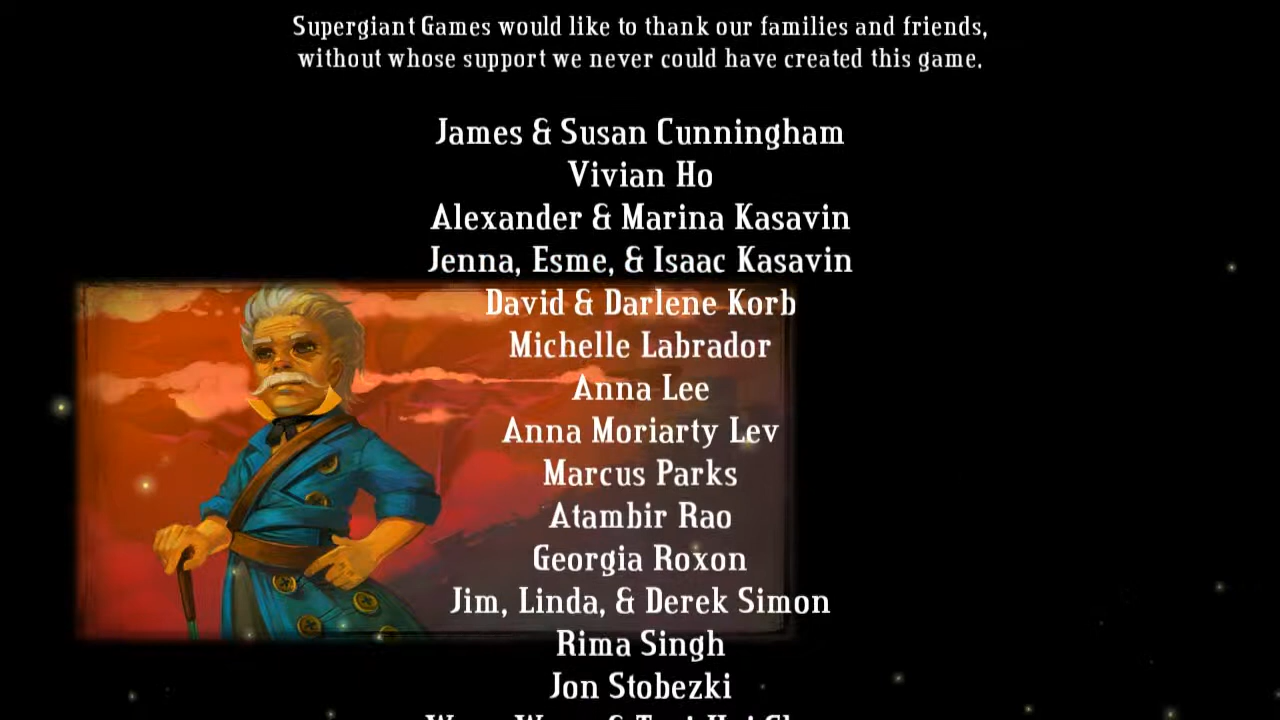 Supergiant Games would like to thank our families and friends,
without whose support we never could have created this game.
James & Susan Cunningham
Vivian Ho
Alexander & Marina Kasavin
Jenna, Esme, & Isaac Kasavin
David & Darlene Korb
Michelle Labrador
Anna Lee
Anna Moriarty Lev
Marcus Parks
Atambir Rao
Georgia Roxon
Jim, Linda, & Derek Simon
Rima Singh
Jon Stobezki